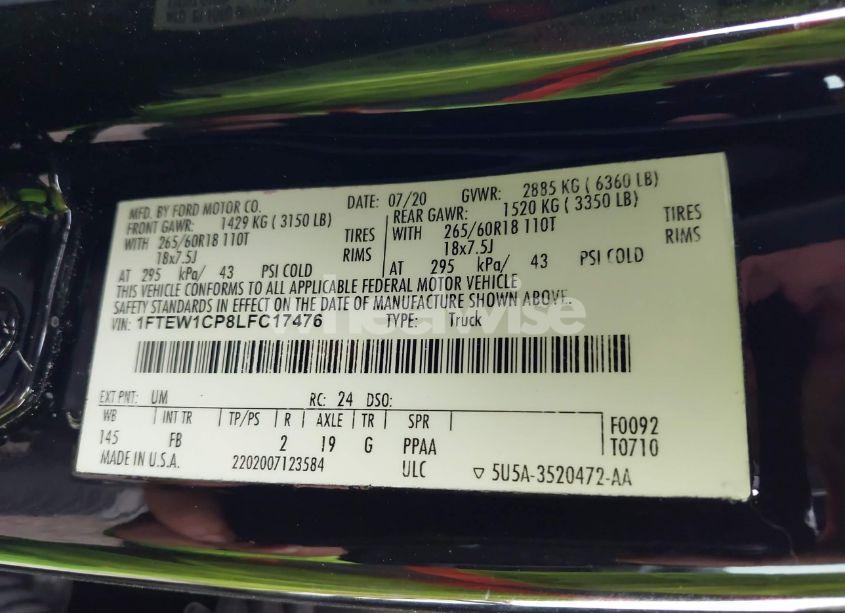 MFD. BY FORD MOTOR CO. DATE: 07/20 GVWR: 2885 KG ( 6360 LB)
FRONT GAWR: 1429 KG ( 3150 LB) REAR GAWR: 1520 KG ( 3350 LB)
WITH 265/60R18 110T TIRES WITH 265/60R18 110T TIRES
18x7.5J RIMS 18x7.5J RIMS
AT 295 kPa/ 43 PSI COLD AT 295 kPa/ 43 PSI COLD
THIS VEHICLE CONFORMS TO ALL APPLICABLE FEDERAL MOTOR VEHICLE
SAFETY STANDARDS IN EFFECT ON THE DATE OF MANUFACTURE SHOWN ABOVE.
VIN: 1FTEW1CP8LFC17476 TYPE: Truck
EXT PNT: UM RC: 24 DSO:
WB INT TR TP/PS R AXLE TR SPR F0092
145 FB 2 19 G PPAA T0710
MADE IN U.S.A. 2202007123584 ULC ▽ 5U5A-3520472-AA